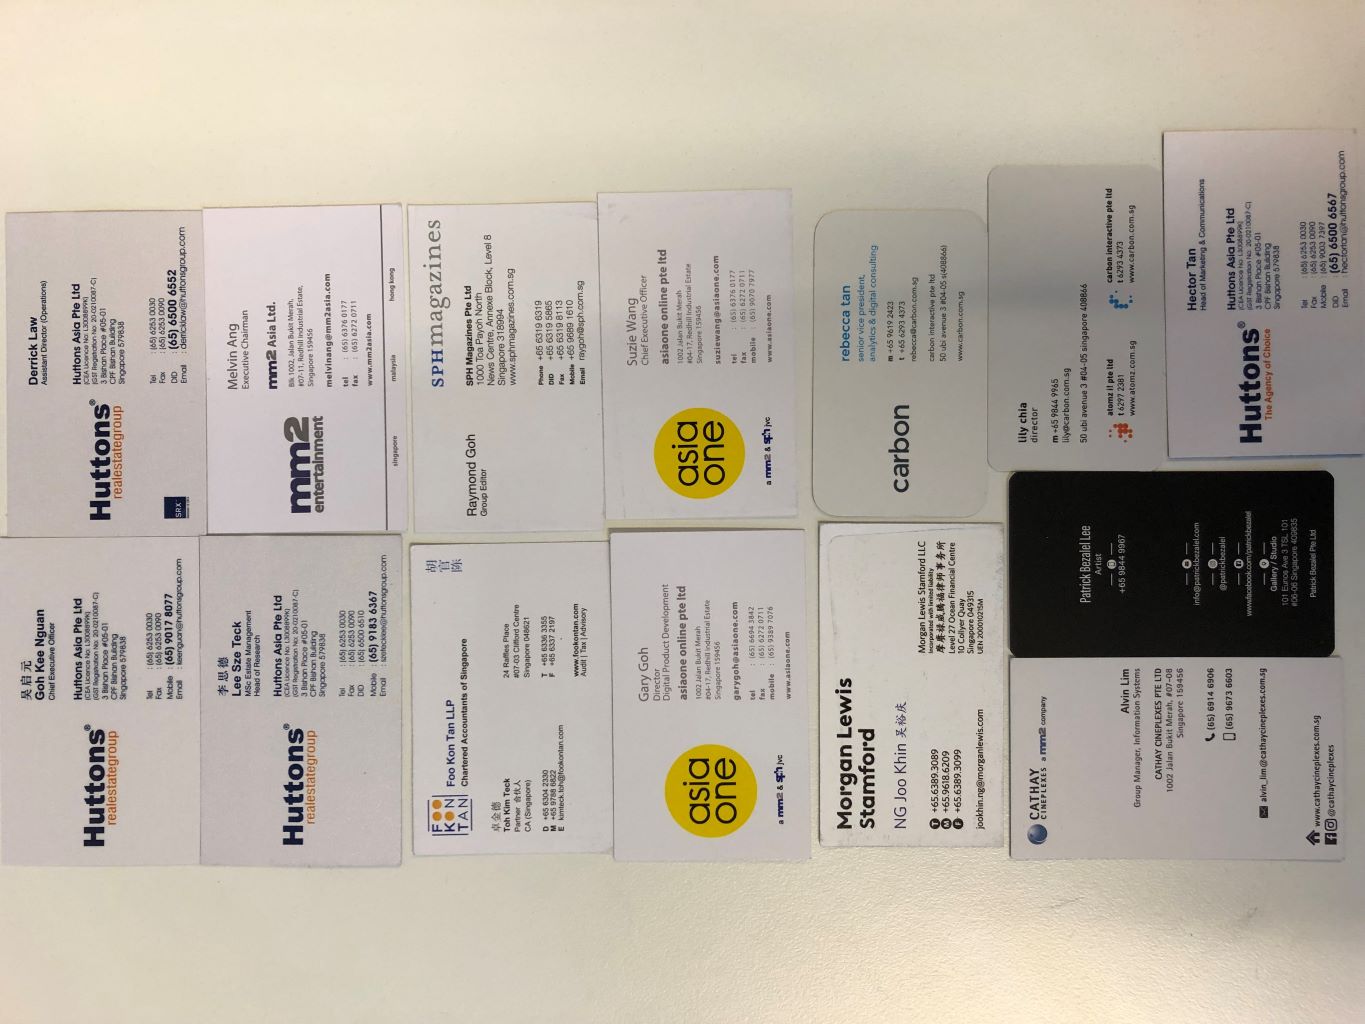 吴启元
Goh Kee Nguan
Chief Executive Officer
Huttons®
realestategroup
Huttons Asia Pte Ltd
(CEA Licence No: L3008899K)
(GST Registration No: 20-0210087-C)
3 Bishan Place #05-01
CPF Bishan Building
Singapore 579838
Tel : (65) 6253 0030
Fax : (65) 6253 0090
Mobile : (65) 9017 8077
Email : keenguan@huttonsgroup.com
Derrick Law
Assistant Director (Operations)
Huttons®
realestategroup
Huttons Asia Pte Ltd
(CEA Licence No: L3008899K)
(GST Registration No: 20-0210087-C)
3 Bishan Place #05-01
CPF Bishan Building
Singapore 579838
SRX
Tel : (65) 6253 0030
Fax : (65) 6253 0090
DID : (65) 6500 6552
Email : derricklaw@huttonsgroup.com
李思德
Lee Sze Teck
MSc Estate Management
Head of Research
Huttons®
realestategroup
Huttons Asia Pte Ltd
(CEA Licence No: L3008899K)
(GST Registration No: 20-0210087-C)
3 Bishan Place #05-01
CPF Bishan Building
Singapore 579838
Tel : (65) 6253 0030
Fax : (65) 6253 0090
DID : (65) 6500 6510
Mobile : (65) 9183 6367
Email : szetecklee@huttonsgroup.com
Melvin Ang
Executive Chairman
mm2 Asia Ltd.
mm2
entertainment
Blk 1002, Jalan Bukit Merah,
#07-11, Redhill Industrial Estate,
Singapore 159456
melvinang@mm2asia.com
tel : (65) 6376 0177
fax : (65) 6272 0711
www.mm2asia.com
singapore malaysia hong kong
FOO
KON
TAN
Foo Kon Tan LLP
Chartered Accountants of Singapore
胡官陈
卓金德
Toh Kim Teck
Partner 合伙人
CA (Singapore)
D +65 6304 2330
M +65 9788 6822
E kimteck.toh@fookontan.com
24 Raffles Place
#07-03 Clifford Centre
Singapore 048621
T +65 6336 3355
F +65 6337 2197
www.fookontan.com
Audit | Tax | Advisory
SPH magazines
Raymond Goh
Group Editor
SPH Magazines Pte Ltd
1000 Toa Payoh North
News Centre, Annexe Block, Level 8
Singapore 318994
www.sphmagazines.com.sg
Phone +65 6319 6319
DID +65 6319 5865
Fax +65 6319 8113
Mobile +65 9689 1610
Email raygoh@sph.com.sg
Gary Goh
Director
Digital Product Development
asiaone online pte ltd
asia
one
1002 Jalan Bukit Merah
#04-17, Redhill Industrial Estate
Singapore 159456
garygoh@asiaone.com
tel : (65) 6694 3842
fax : (65) 6272 0711
mobile : (65) 9389 7076
www.asiaone.com
a mm2 & sph jvc
Suzie Wang
Chief Executive Officer
asiaone online pte ltd
asia
one
1002 Jalan Bukit Merah
#04-17, Redhill Industrial Estate
Singapore 159456
suziewang@asiaone.com
tel : (65) 6376 0177
fax : (65) 6272 0711
mobile : (65) 9070 7977
www.asiaone.com
a mm2 & sph jvc
Morgan Lewis
Stamford
NG Joo Khin 吴裕庆
T +65.6389.3089
M +65.9618.6209
F +65.6389.3099
jookhin.ng@morganlewis.com
Morgan Lewis Stamford LLC
Incorporated with limited liability
摩根路威腾福律师事务所
Level 27 Ocean Financial Centre
10 Collyer Quay
Singapore 049315
UEN 200010215M
carbon
rebecca tan
senior vice president,
analytics & digital consulting
m +65 9619 2423
t +65 6293 4373
rebecca@carbon.com.sg
carbon interactive pte ltd
50 ubi avenue 3 #04-05 s(408866)
www.carbon.com.sg
CATHAY
CINEPLEXES a mm2 company
Alvin Lim
Group Manager, Information Systems
CATHAY CINEPLEXES PTE LTD
1002 Jalan Bukit Merah, #07-08
Singapore 159456
(65) 6914 6906
(65) 9673 6603
alvin_lim@cathaycineplexes.com.sg
www.cathaycineplexes.com.sg
@cathaycineplexes
Patrick Bezalel Lee
Artist
+65 9844 9967
info@patrickbezalel.com
@patrickbezalel
www.facebook.com/patrickbezalel
Gallery / Studio
101 Eunos Ave 3 TSL 101
#06-06 Singapore 409835
Patrick Bezalel Pte Ltd
lily chia
director
m +65 9844 9965
lily@carbon.com.sg
50 ubi avenue 3 #04-05 singapore 408866
atomz i! pte ltd
t 6297 2381
www.atomz.com.sg
carbon interactive pte ltd
t 6293 4373
www.carbon.com.sg
Hector Tan
Head of Marketing & Communications
Huttons®
The Agency of Choice
Huttons Asia Pte Ltd
(CEA Licence No: L3008899K)
(GST Registration No: 20-0210087-C)
3 Bishan Place #05-01
CPF Bishan Building
Singapore 579838
Tel : (65) 6253 0030
Fax : (65) 6253 0090
Mobile : (65) 9003 7397
DID : (65) 6500 6567
Email : hectortan@huttonsgroup.com